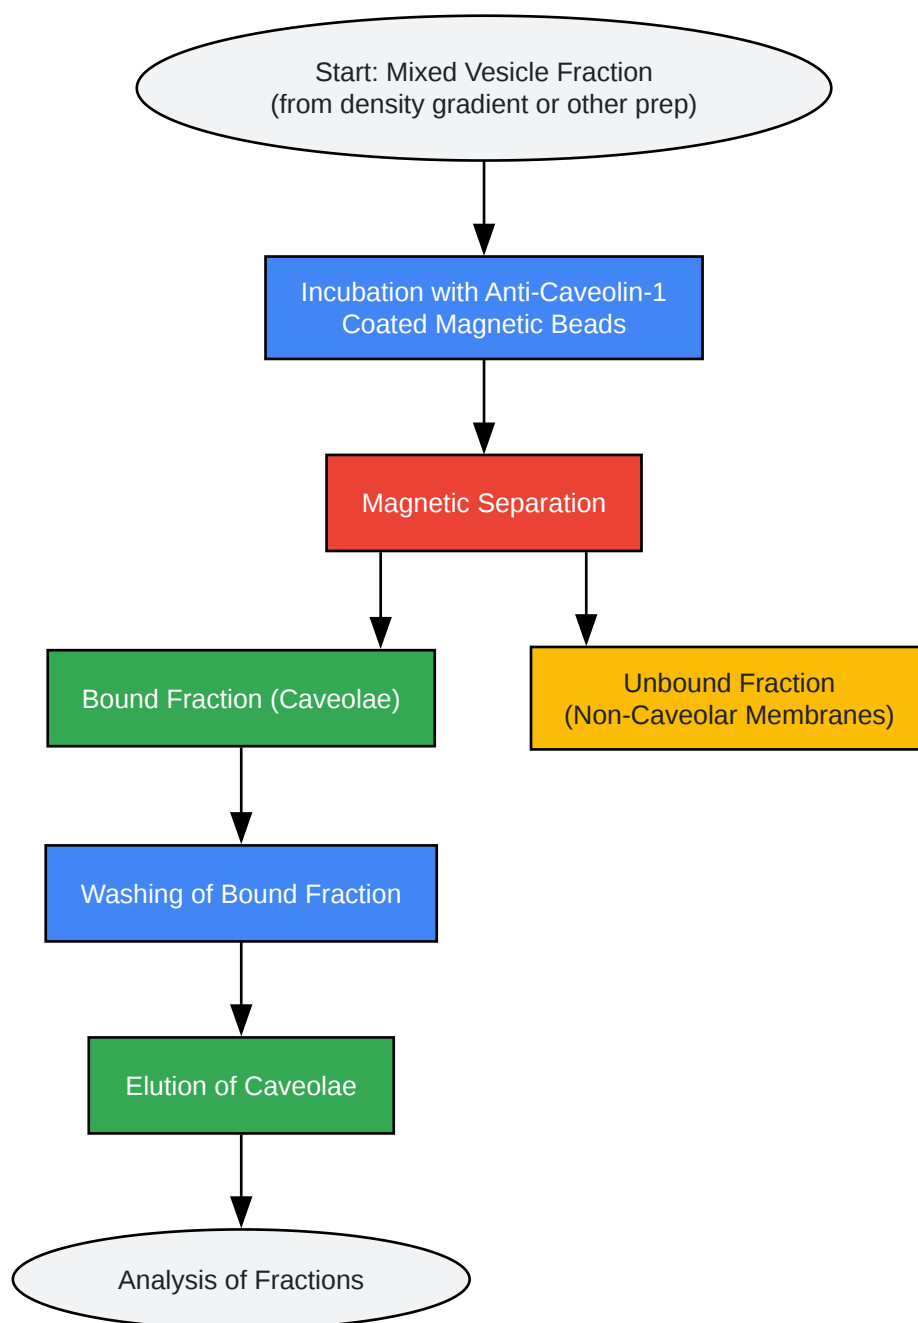 Start: Mixed Vesicle Fraction
(from density gradient or other prep)
Incubation with Anti-Caveolin-1
Coated Magnetic Beads
Magnetic Separation
Bound Fraction (Caveolae)
Unbound Fraction
(Non-Caveolar Membranes)
Washing of Bound Fraction
Elution of Caveolae
Analysis of Fractions